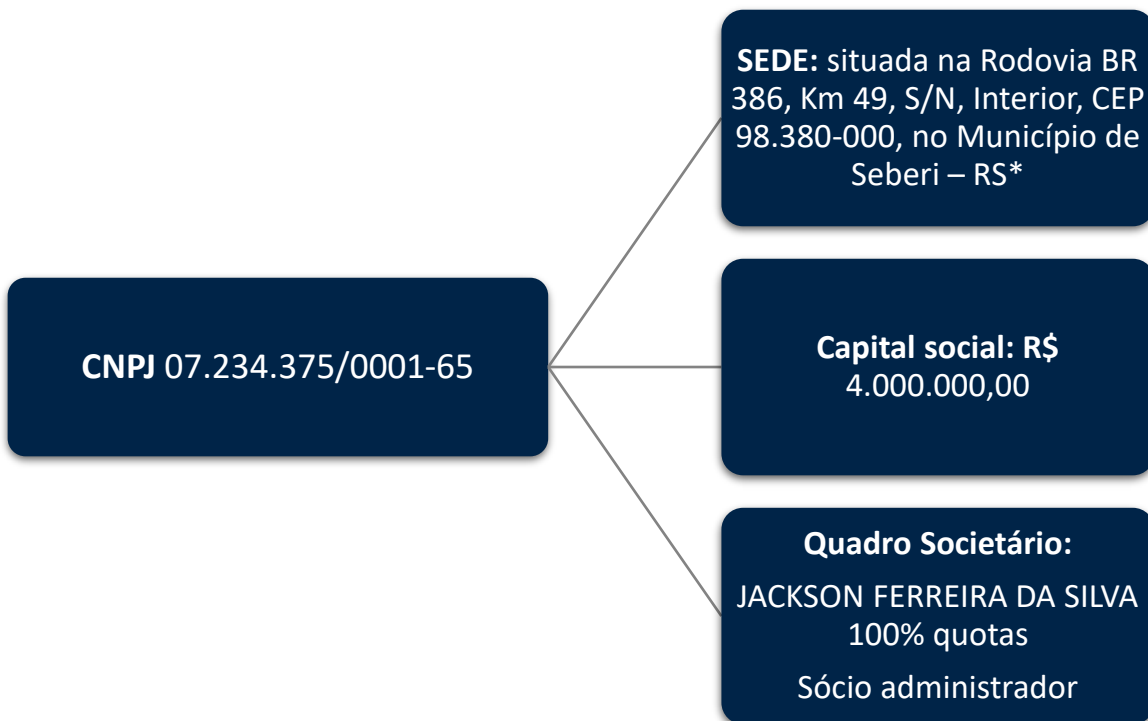 SEDE: situada na Rodovia BR
386, Km 49, S/N, Interior, CEP
98.380-000, no Município de
Seberi – RS*
CNPJ 07.234.375/0001-65
Capital social: R$
4.000.000,00
Quadro Societário:
JACKSON FERREIRA DA SILVA
100% quotas
Sócio administrador